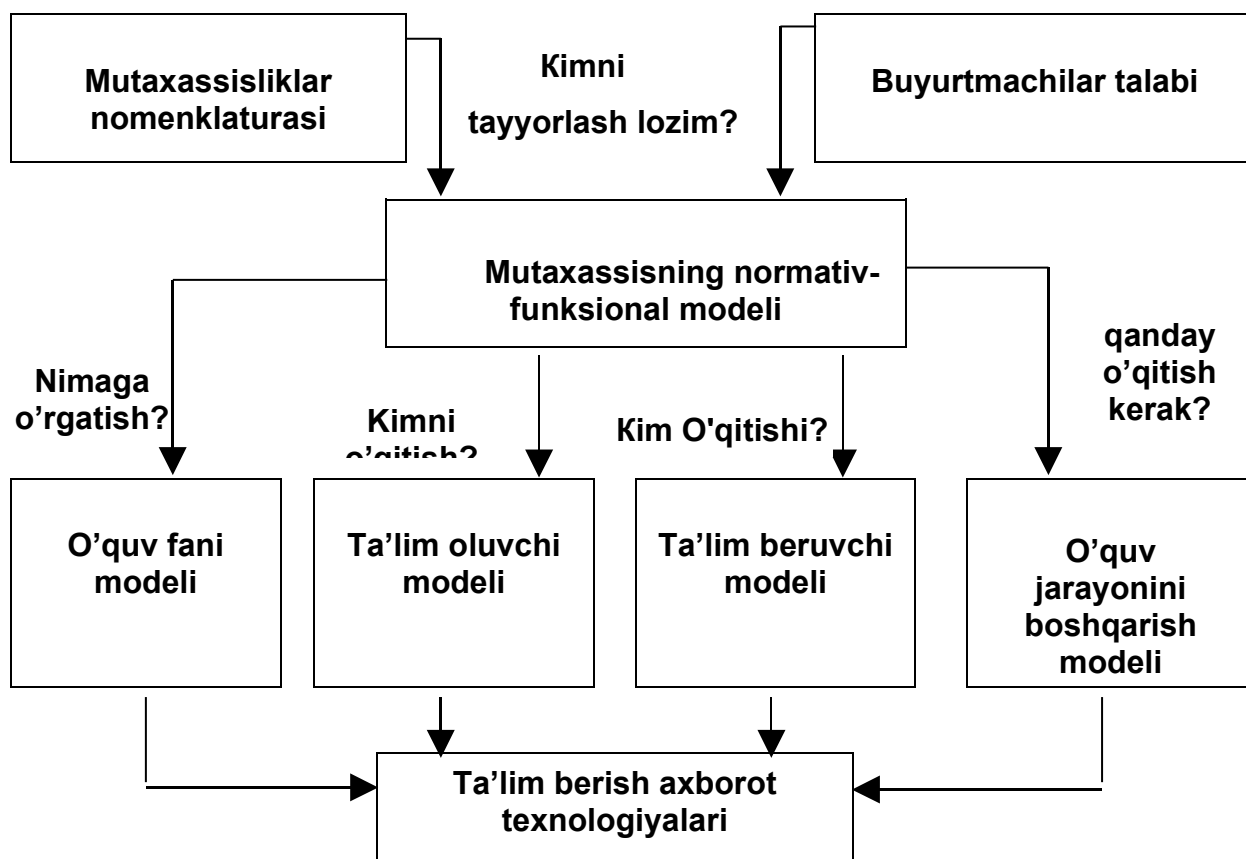 Mutaxassisliklar
nomenklaturasi
Кimni
tayyorlash lozim?
Buyurtmachilar talabi
Mutaxassisning normativ-
funksional modeli
Nimaga
o’rgatish?
Kimni
o’qitish?
Кim O'qitishi?
qanday
o’qitish
kerak?
O’quv fani
modeli
Ta’lim oluvchi
modeli
Ta’lim beruvchi
modeli
O’quv
jarayonini
boshqarish
modeli
Ta’lim berish axborot
texnologiyalari